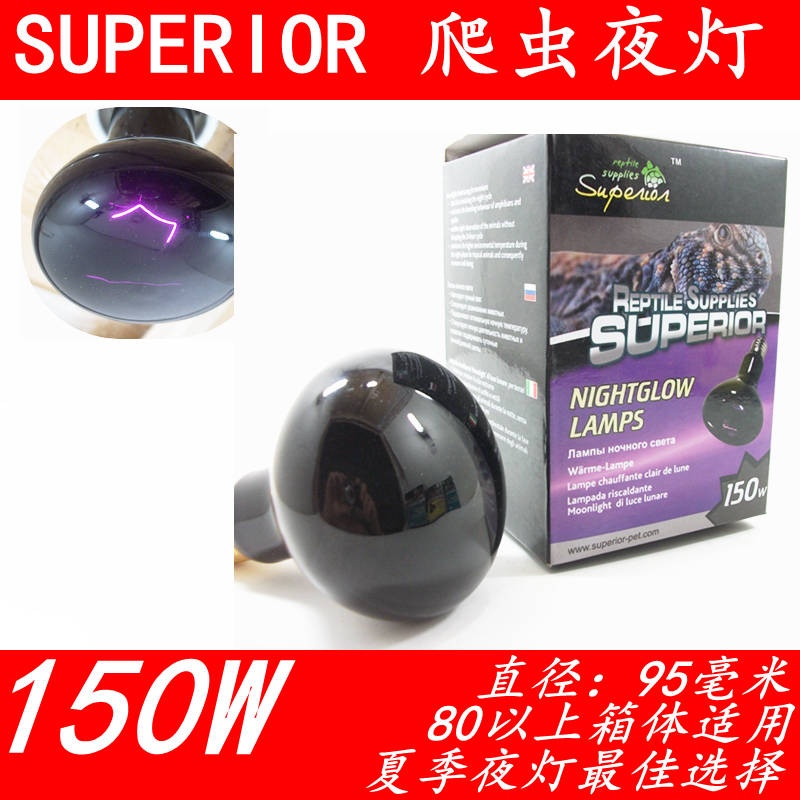 SUPERIOR 爬虫夜灯
reptile
supplies
Superior
TM
REPTILE SUPPLIES
SUPERIOR
NIGHTGLOW
LAMPS
Лампы ночного света
Wärme-Lampe
Lampe chauffante clair de lune
Lampada riscaldante
Moonlight di luce lunare
150w
www.superior-pet.com
150W
直径：95毫米
80以上箱体适用
夏季夜灯最佳选择